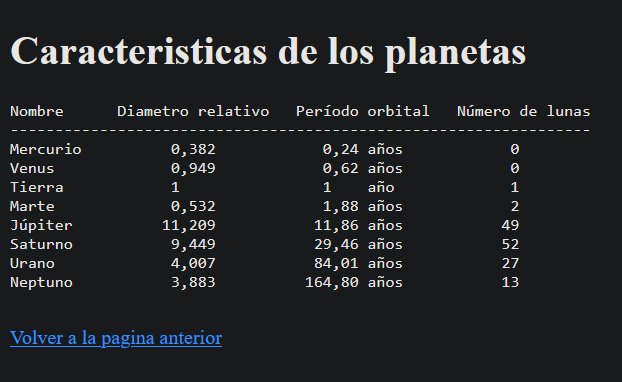 Caracteristicas de los planetas
Nombre      Diametro relativo   Período orbital   Número de lunas
-----------------------------------------------------------------
Mercurio          0,382            0,24 años            0
Venus             0,949            0,62 años            0
Tierra            1                1    año             1
Marte             0,532            1,88 años            2
Júpiter          11,209           11,86 años           49
Saturno           9,449           29,46 años           52
Urano             4,007           84,01 años           27
Neptuno           3,883          164,80 años           13
Volver a la pagina anterior